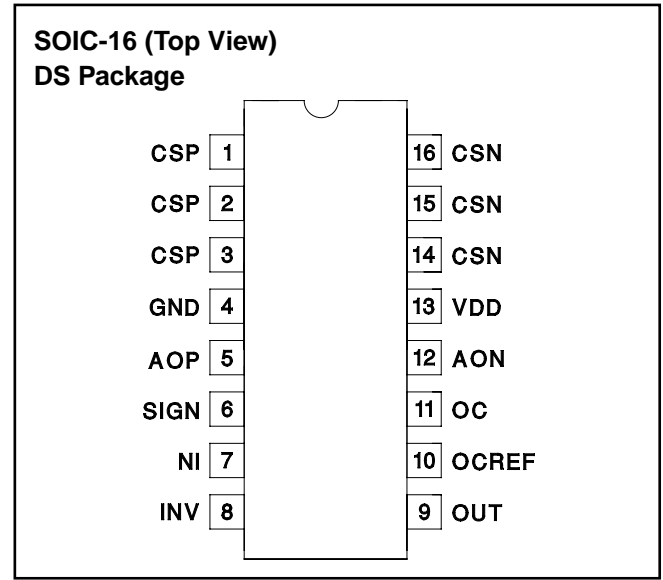 SOIC-16 (Top View)
DS Package
CSP 1 16 CSN
CSP 2 15 CSN
CSP 3 14 CSN
GND 4 13 VDD
AOP 5 12 AON
SIGN 6 11 OC
NI 7 10 OCREF
INV 8 9 OUT